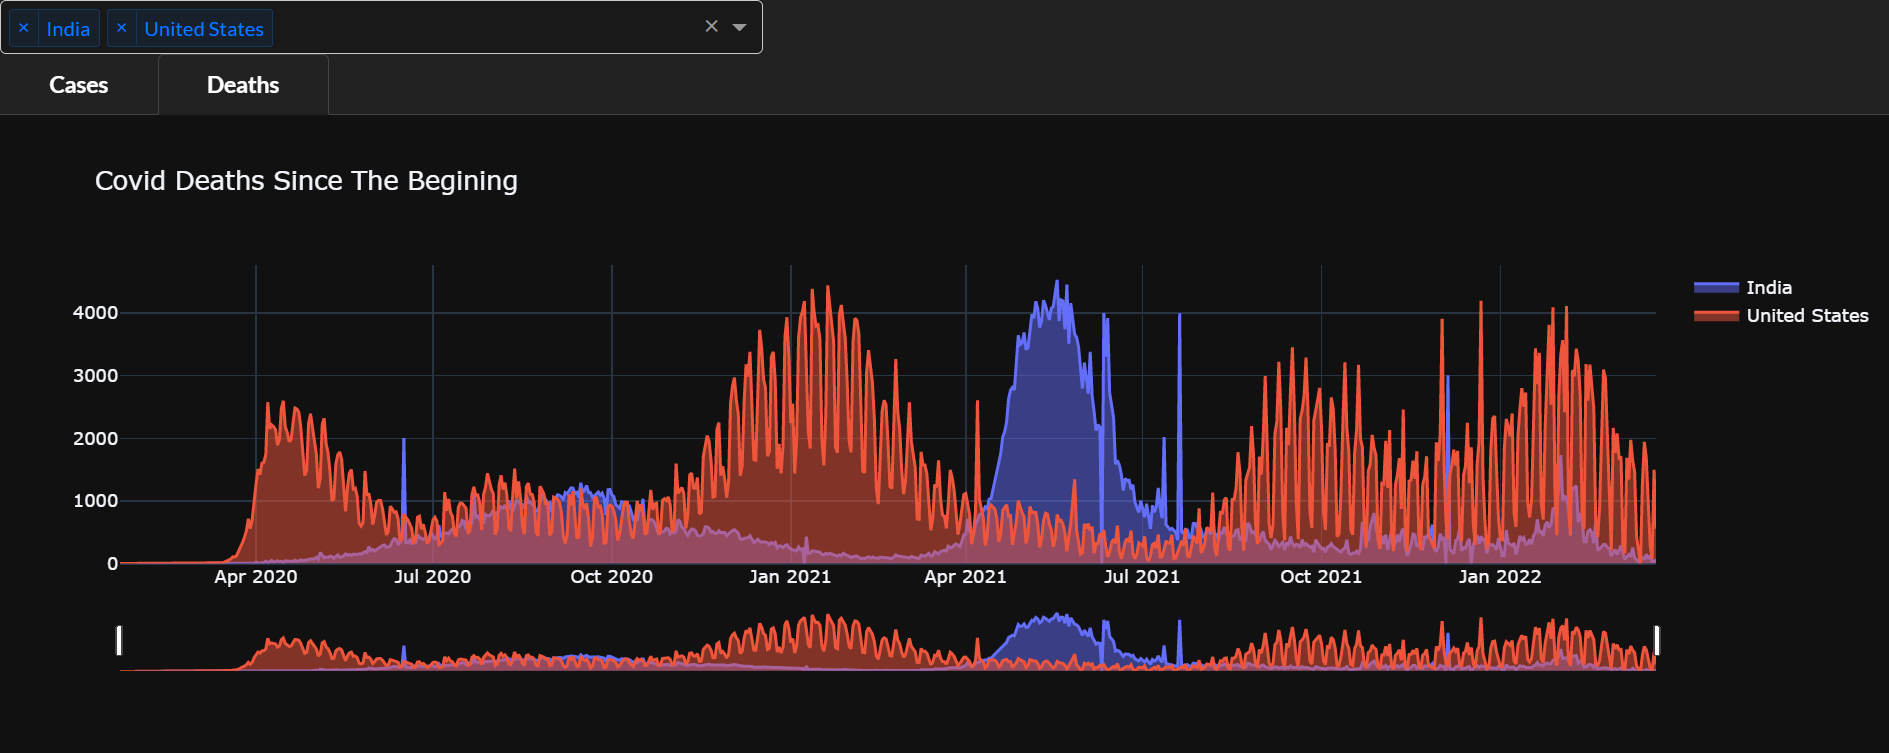 × India × United States ×
Cases Deaths
Covid Deaths Since The Begining
India
United States
4000
3000
2000
1000
0
Apr 2020 Jul 2020 Oct 2020 Jan 2021 Apr 2021 Jul 2021 Oct 2021 Jan 2022